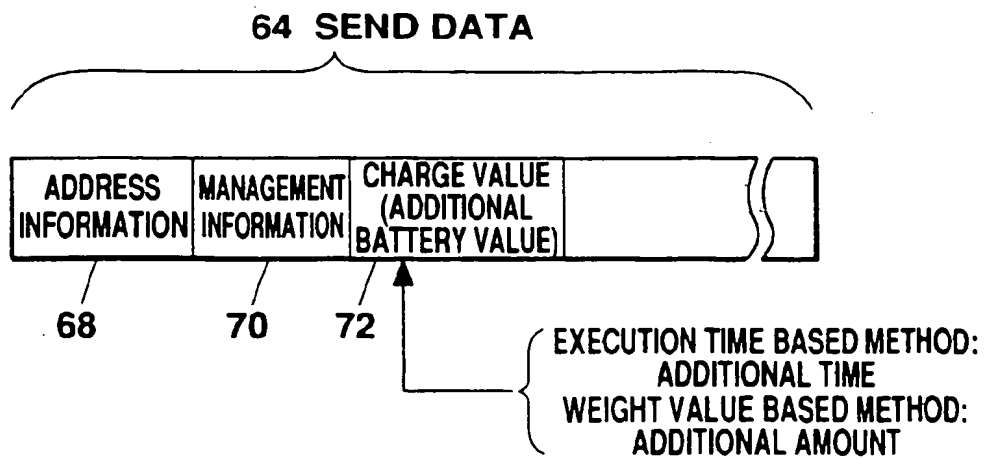 64 SEND DATA
ADDRESS
INFORMATION
MANAGEMENT
INFORMATION
CHARGE VALUE
(ADDITIONAL
BATTERY VALUE)
68
70
72
EXECUTION TIME BASED METHOD:
ADDITIONAL TIME
WEIGHT VALUE BASED METHOD:
ADDITIONAL AMOUNT